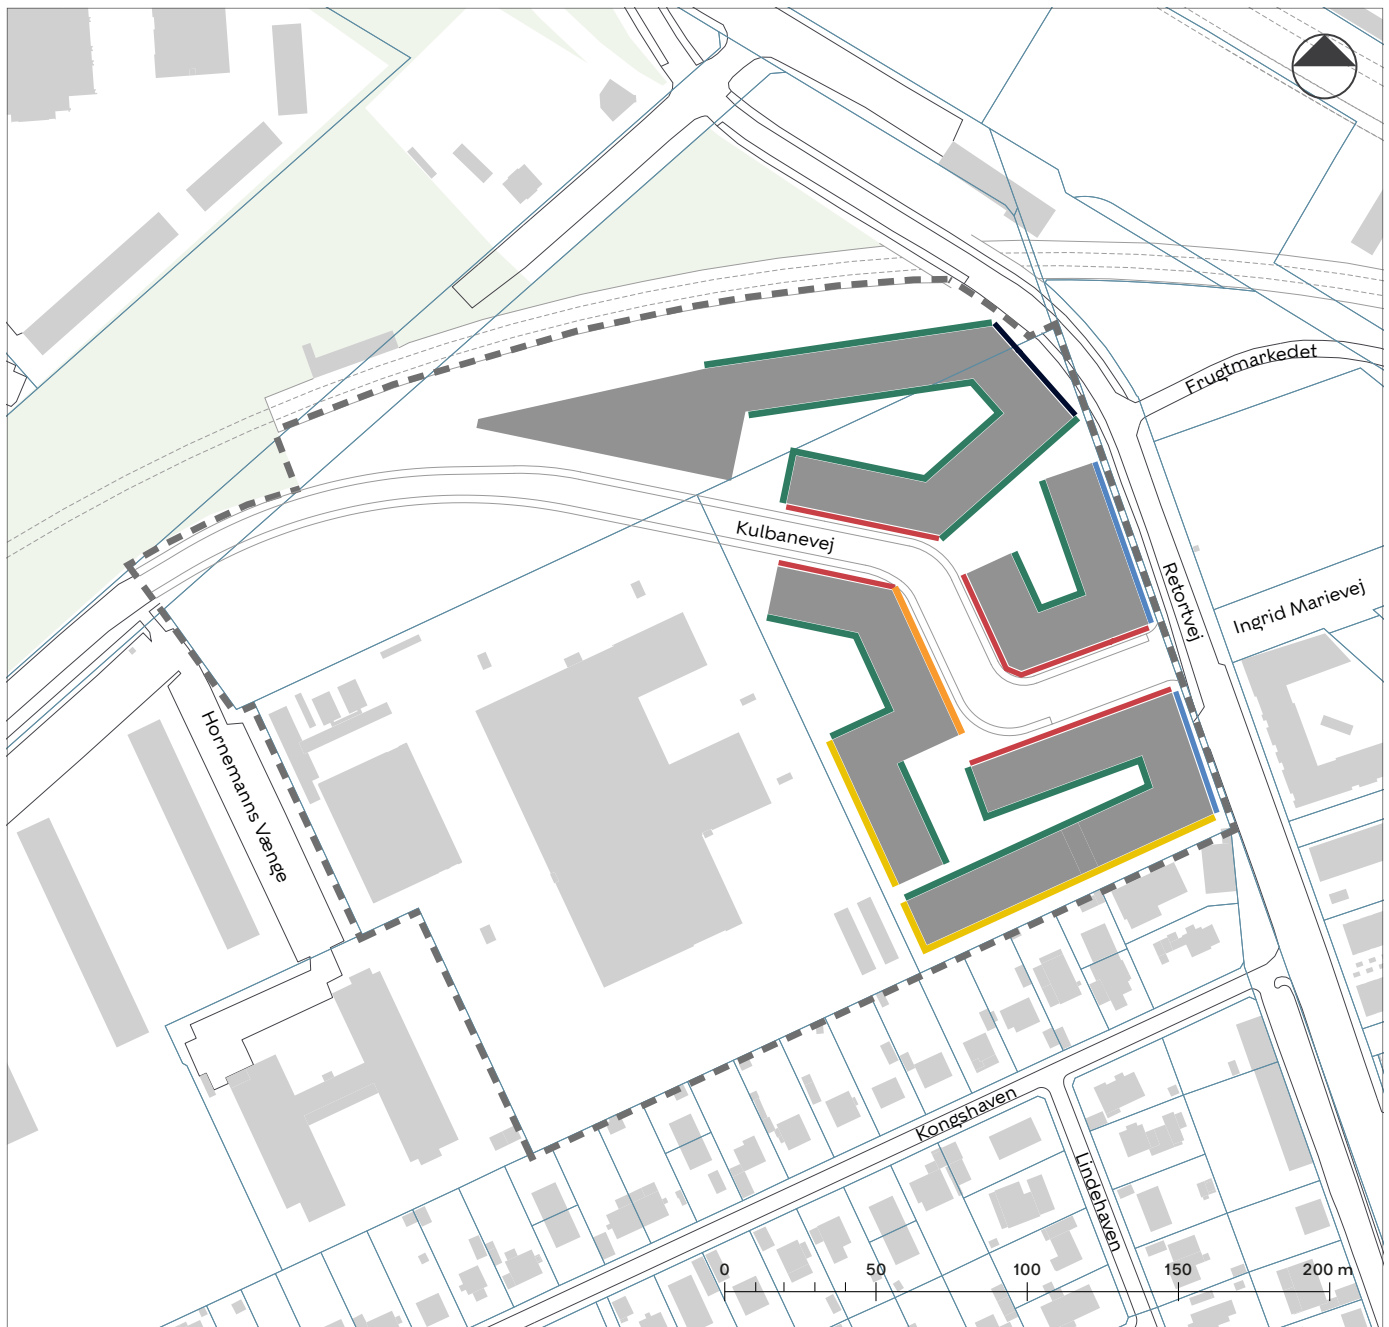 Frugtmarkedet
Kulbanevej
Retortvej
Ingrid Marievej
Hornemanns Vænge
Kongshaven
Lindehaven
0 50 100 150 200 m